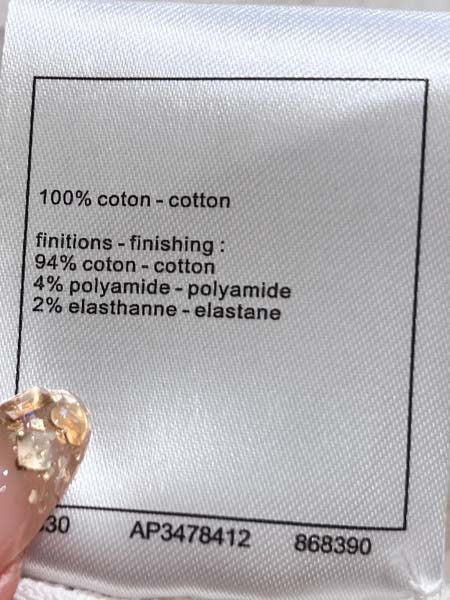 100% coton - cotton
finitions - finishing :
94% coton - cotton
4% polyamide - polyamide
2% elasthanne - elastane
AP3478412 868390